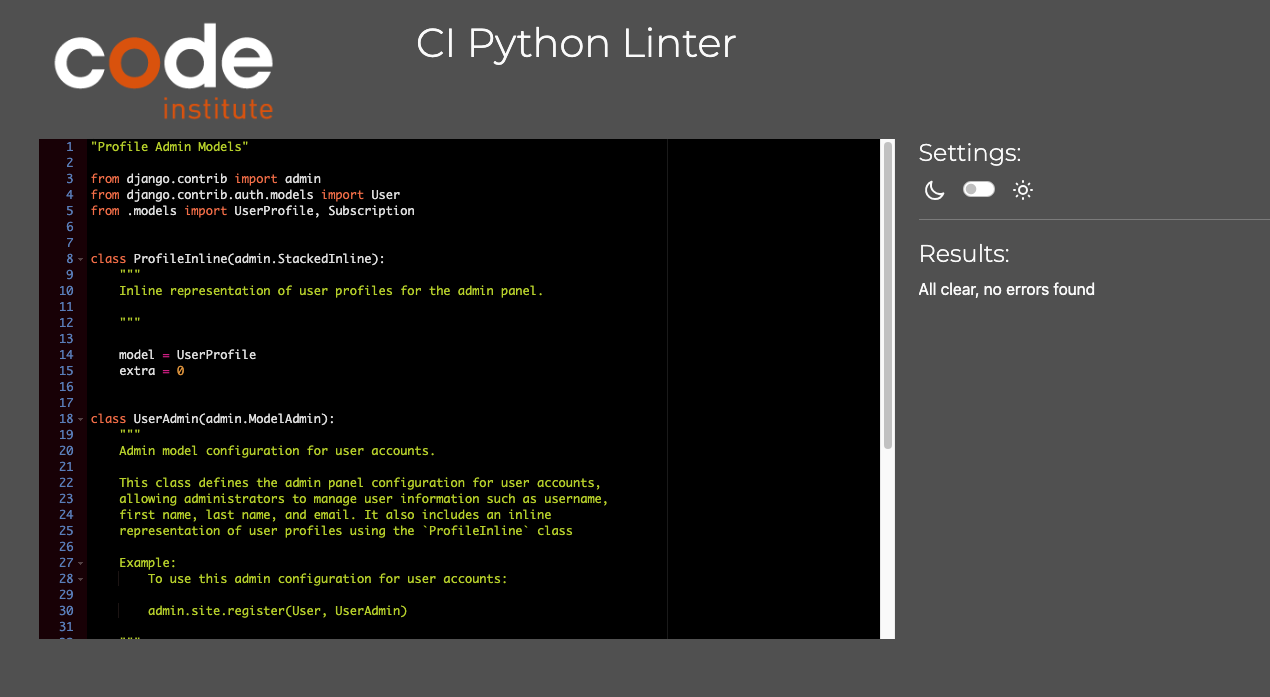 code
institute
CI Python Linter
1 "Profile Admin Models"
2
3 from django.contrib import admin
4 from django.contrib.auth.models import User
5 from .models import UserProfile, Subscription
6
7
8 class ProfileInline(admin.StackedInline):
9 """
10 Inline representation of user profiles for the admin panel.
11
12 """
13
14 model = UserProfile
15 extra = 0
16
17
18 class UserAdmin(admin.ModelAdmin):
19 """
20 Admin model configuration for user accounts.
21
22 This class defines the admin panel configuration for user accounts,
23 allowing administrators to manage user information such as username,
24 first name, last name, and email. It also includes an inline
25 representation of user profiles using the `ProfileInline` class
26
27 Example:
28 To use this admin configuration for user accounts:
29
30 admin.site.register(User, UserAdmin)
31
Settings:
Results:
All clear, no errors found